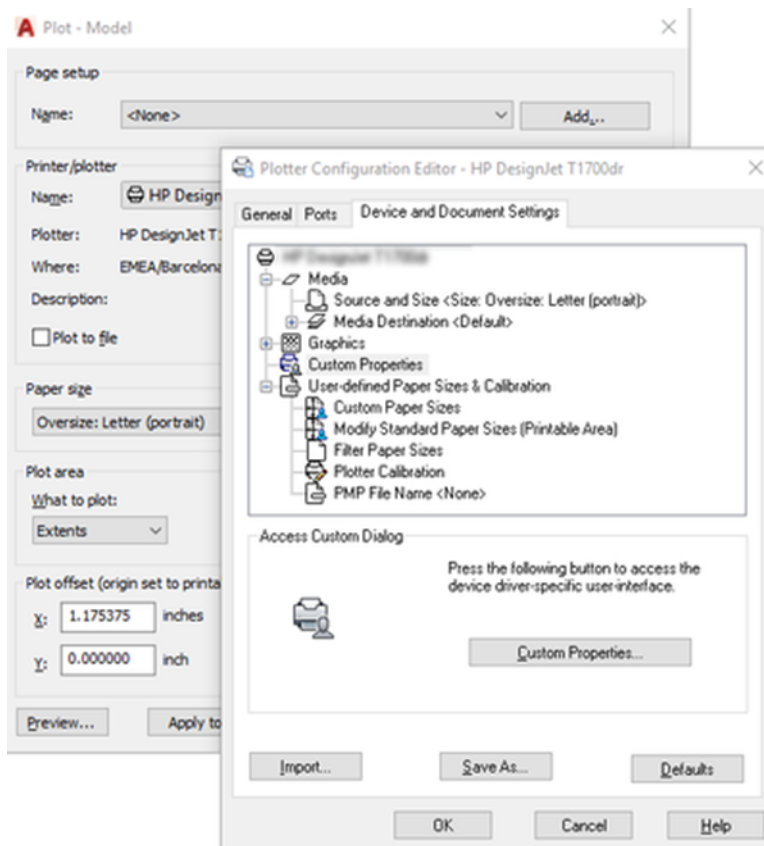 Plot - Model
Page setup
Name: <None> Add...
Printer/plotter
Name: HP Design
Plotter: HP DesignJet T1
Where: EMEA/Barcelona
Description:
Plot to file
Paper size
Oversize: Letter (portrait)
Plot area
What to plot:
Extents
Plot offset (origin set to printa
X: 1.175375 inches
Y: 0.000000 inch
Preview... Apply to
Plotter Configuration Editor - HP DesignJet T1700dr
General Ports Device and Document Settings
Media
Source and Size <Size: Oversize: Letter (portrait)>
Media Destination <Default>
Graphics
Custom Properties
User-defined Paper Sizes & Calibration
Custom Paper Sizes
Modify Standard Paper Sizes (Printable Area)
Filter Paper Sizes
Plotter Calibration
PMP File Name <None>
Access Custom Dialog
Press the following button to access the
device driver-specific user-interface.
Custom Properties...
Import... Save As... Defaults
OK Cancel Help